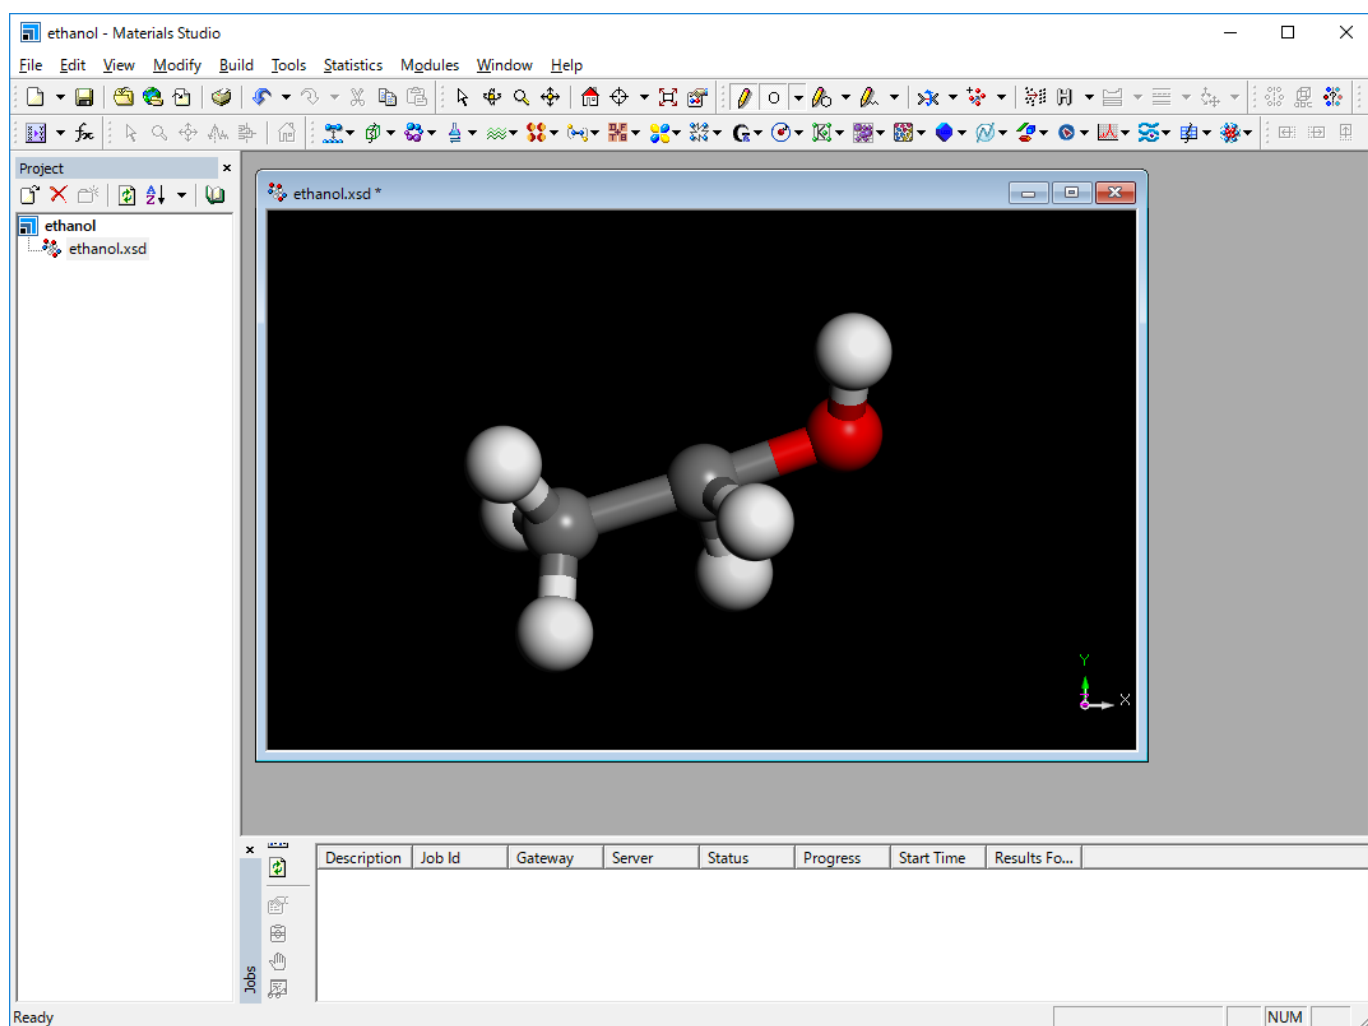 ethanol - Materials Studio
File Edit View Modify Build Tools Statistics Modules Window Help
Project
ethanol
ethanol.xsd
ethanol.xsd *
Y
X
Description Job Id Gateway Server Status Progress Start Time Results Fo...
Jobs
Ready
NUM